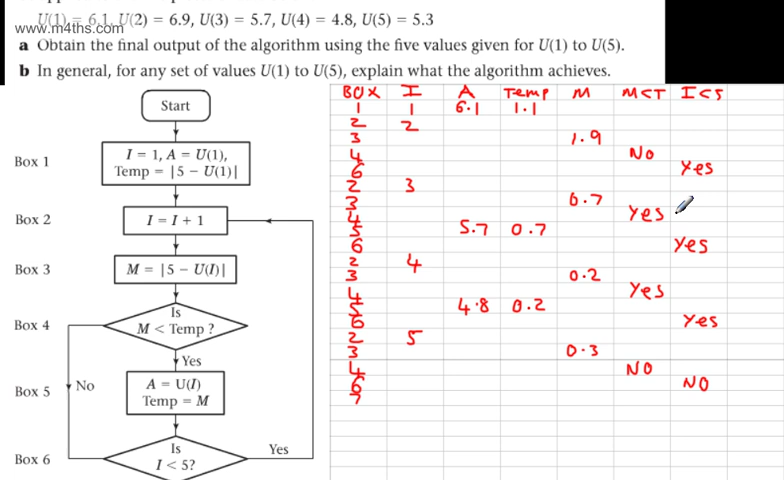 U(1) = 6.1, U(2) = 6.9, U(3) = 5.7, U(4) = 4.8, U(5) = 5.3
www.m4ths.com
a Obtain the final output of the algorithm using the five values given for U(1) to U(5).
b In general, for any set of values U(1) to U(5), explain what the algorithm achieves.
Start
Box 1
I = 1, A = U(1),
Temp = |5 − U(1)|
Box 2
I = I + 1
Box 3
M = |5 − U(I)|
Box 4
Is
M < Temp ?
No
Yes
Box 5
A = U(I)
Temp = M
Box 6
Is
I < 5?
Yes
BOX I A Temp M M<T I<5
1 1 6.1 1.1
2 2
3 1.9
4 No
6 Yes
2 3
3 0.7
4 Yes
5 5.7 0.7
6 Yes
2 4
3 0.2
4 Yes
5 4.8 0.2
6 Yes
2 5
3 0.3
4 NO
6 NO
7